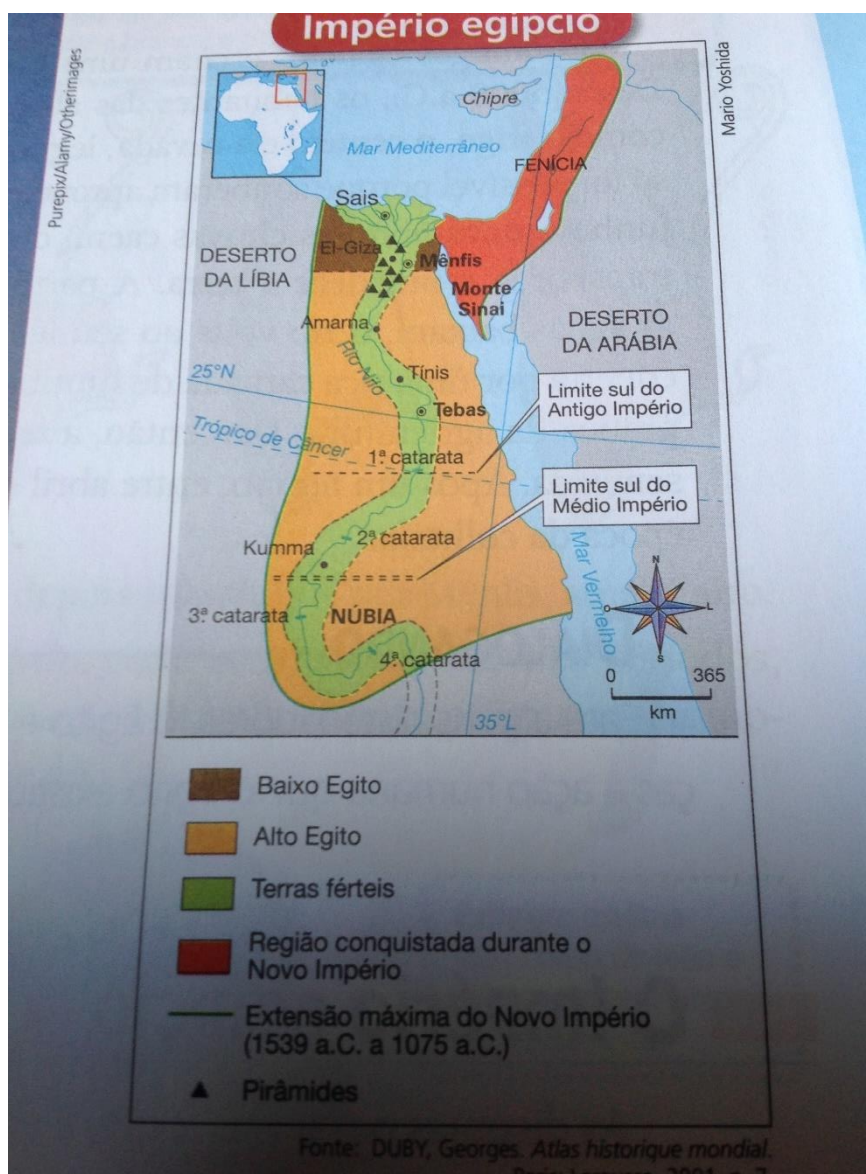 Império egípcio
Purepix/Alamy/Otherimages
Mario Yoshida
Chipre
Mar Mediterrâneo
FENÍCIA
Sais
El-Giza
DESERTO
DA LÍBIA
Mênfis
Monte
Sinai
Amarna
DESERTO
DA ARÁBIA
Rio Nilo
25°N
Tínis
Limite sul do
Antigo Império
Tebas
Trópico de Câncer
1ª catarata
Limite sul do
Médio Império
Kumma
2ª catarata
Mar Vermelho
N
O
L
S
3ª catarata
NÚBIA
4ª catarata
0 365
km
35°L
Baixo Egito
Alto Egito
Terras férteis
Região conquistada durante o
Novo Império
Extensão máxima do Novo Império
(1539 a.C. a 1075 a.C.)
Pirâmides
Fonte: DUBY, Georges. Atlas historique mondial.